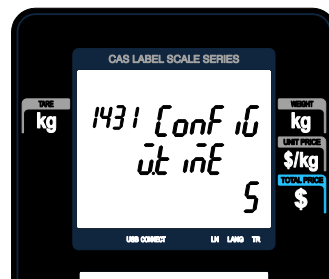 CAS LABEL SCALE SERIES
TARE
kg
1431 ConFiG
ū.t inE
5
WEIGHT
kg
UNIT PRICE
$/kg
TOTAL PRICE
$
USB CONNECT LN LANG TR